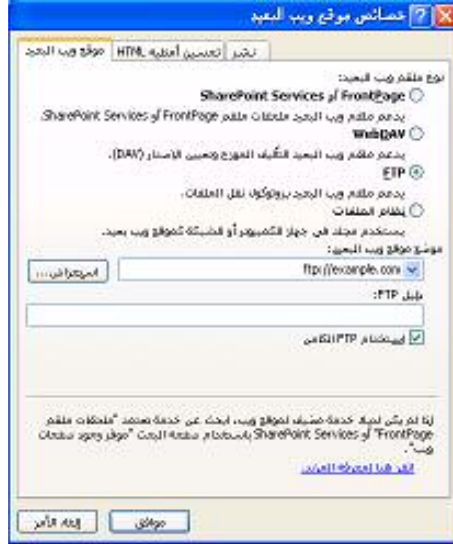 خصائص موقع ويب البعيد
موقع ويب البعيد
تحسين أمثلية HTML
نشر
نوع ملقم ويب البعيد:
FrontPage أو SharePoint Services
يدعم ملقم ويب البعيد ملحقات ملقم FrontPage أو SharePoint Services.
WebDAV
يدعم ملقم ويب البعيد التأليف الموزع وتعيين الإصدار (DAV).
FTP
يدعم ملقم ويب البعيد بروتوكول نقل الملفات.
نظام الملفات
يستخدم مجلد في جهاز الكمبيوتر أو الشبكة كموقع ويب بعيد.
موضع موقع ويب البعيد:
ftp://example.com
استعراض...
دليل FTP:
إستخدام FTP الكامن
إذا لم يكن لديك خدمة مضيف لموقع ويب، ابحث عن خدمة تعتمد "ملحقات ملقم
FrontPage" أو SharePoint Services باستخدام صفحة البحث "موفر وجود صفحات
ويب".
انقر هنا لمعرفة المزيد.
موافق
إلغاء الأمر